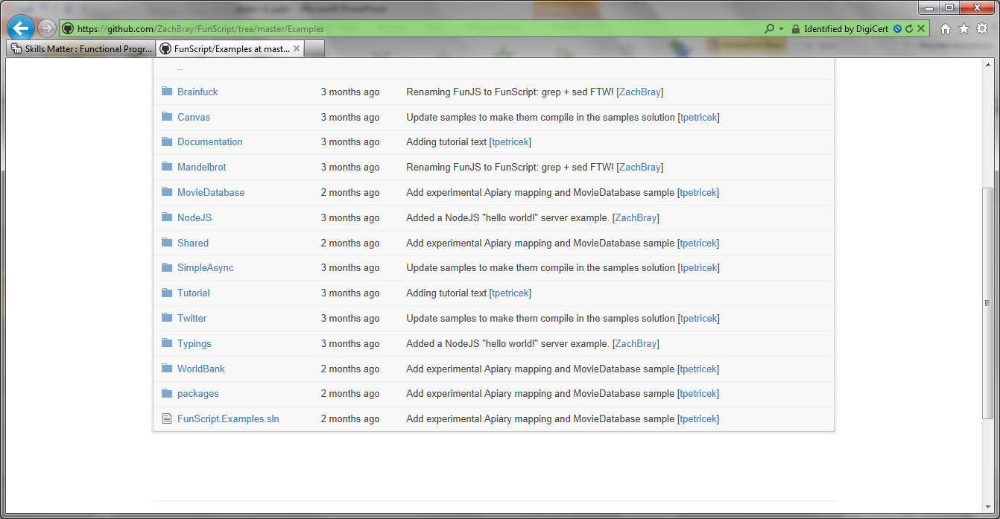 https://github.com/ZachBray/FunScript/tree/master/Examples
Identified by DigiCert
Skills Matter : Functional Progr...
FunScript/Examples at mast...
..
Brainfuck 3 months ago Renaming FunJS to FunScript: grep + sed FTW! [ZachBray]
Canvas 3 months ago Update samples to make them compile in the samples solution [tpetricek]
Documentation 3 months ago Adding tutorial text [tpetricek]
Mandelbrot 3 months ago Renaming FunJS to FunScript: grep + sed FTW! [ZachBray]
MovieDatabase 2 months ago Add experimental Apiary mapping and MovieDatabase sample [tpetricek]
NodeJS 3 months ago Added a NodeJS "hello world!" server example. [ZachBray]
Shared 2 months ago Add experimental Apiary mapping and MovieDatabase sample [tpetricek]
SimpleAsync 3 months ago Update samples to make them compile in the samples solution [tpetricek]
Tutorial 3 months ago Adding tutorial text [tpetricek]
Twitter 3 months ago Update samples to make them compile in the samples solution [tpetricek]
Typings 3 months ago Added a NodeJS "hello world!" server example. [ZachBray]
WorldBank 2 months ago Add experimental Apiary mapping and MovieDatabase sample [tpetricek]
packages 2 months ago Add experimental Apiary mapping and MovieDatabase sample [tpetricek]
FunScript.Examples.sln 2 months ago Add experimental Apiary mapping and MovieDatabase sample [tpetricek]